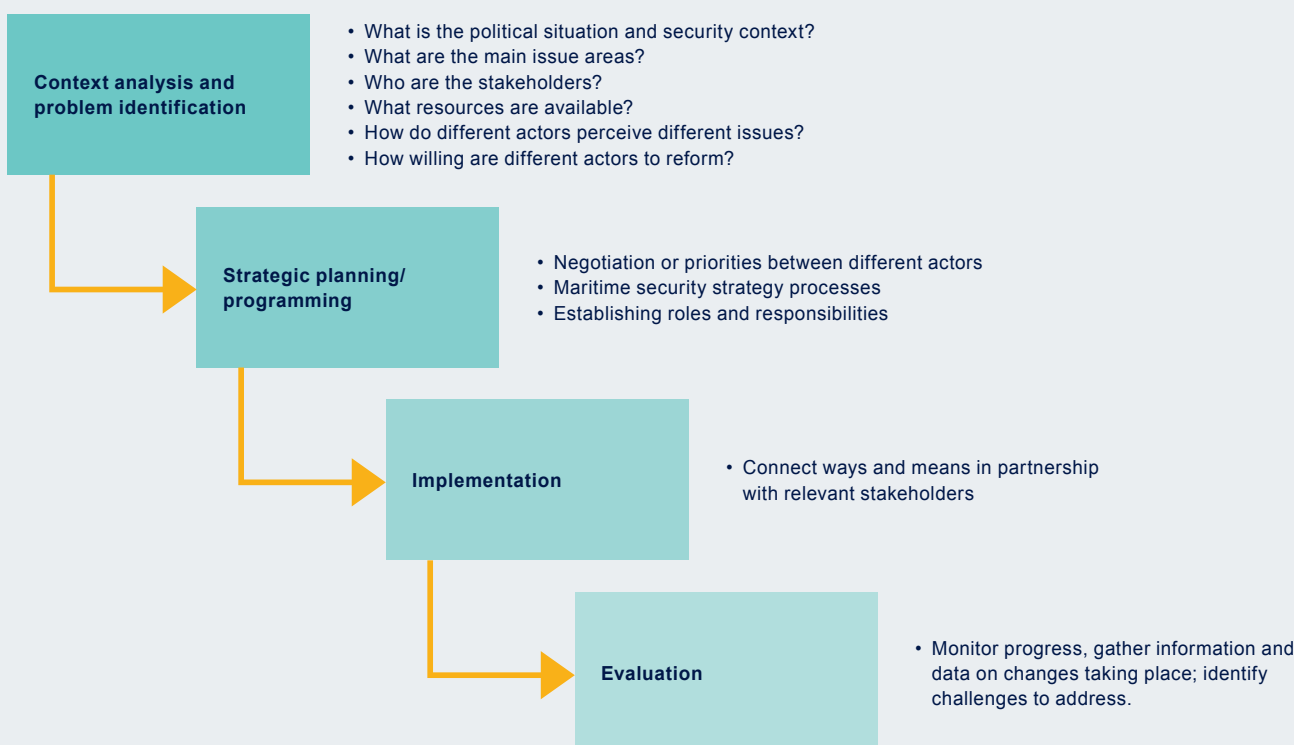 Context analysis and
problem identification
• What is the political situation and security context?
• What are the main issue areas?
• Who are the stakeholders?
• What resources are available?
• How do different actors perceive different issues?
• How willing are different actors to reform?
Strategic planning/
programming
• Negotiation or priorities between different actors
• Maritime security strategy processes
• Establishing roles and responsibilities
Implementation
• Connect ways and means in partnership
with relevant stakeholders
Evaluation
• Monitor progress, gather information and
data on changes taking place; identify
challenges to address.